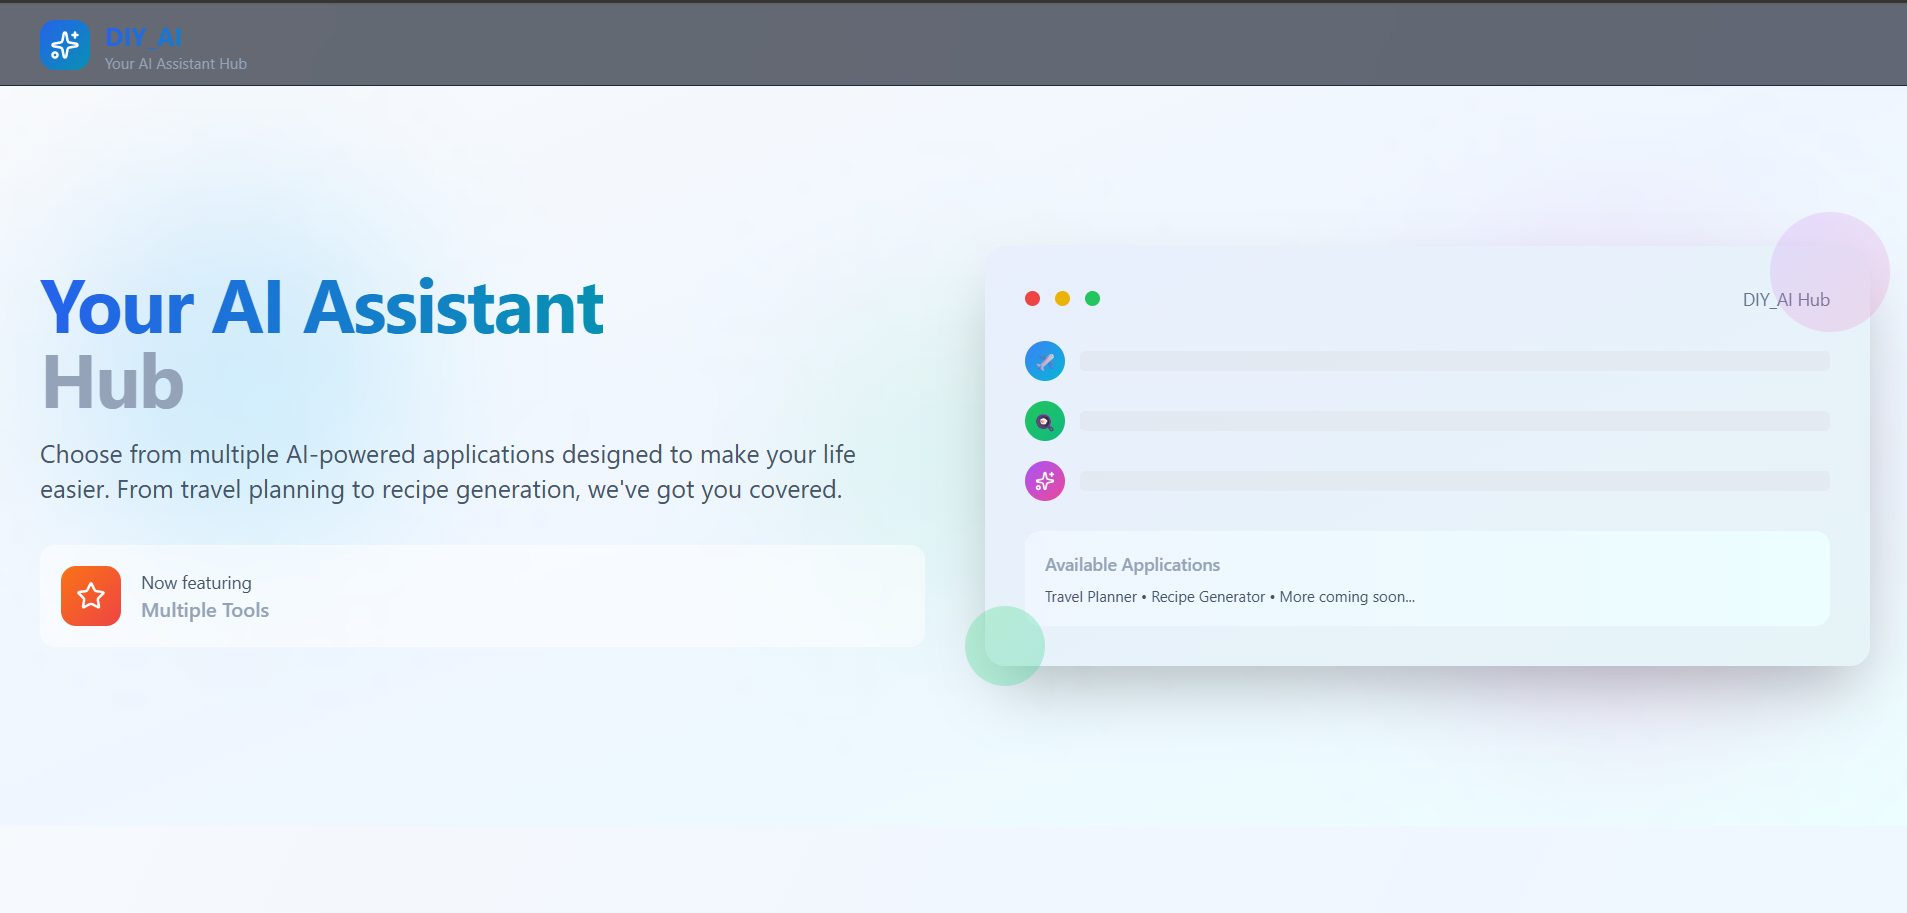 DIY_AI
Your AI Assistant Hub
Your AI Assistant
Hub
Choose from multiple AI-powered applications designed to make your life
easier. From travel planning to recipe generation, we've got you covered.
Now featuring
Multiple Tools
DIY_AI Hub
Available Applications
Travel Planner • Recipe Generator • More coming soon...